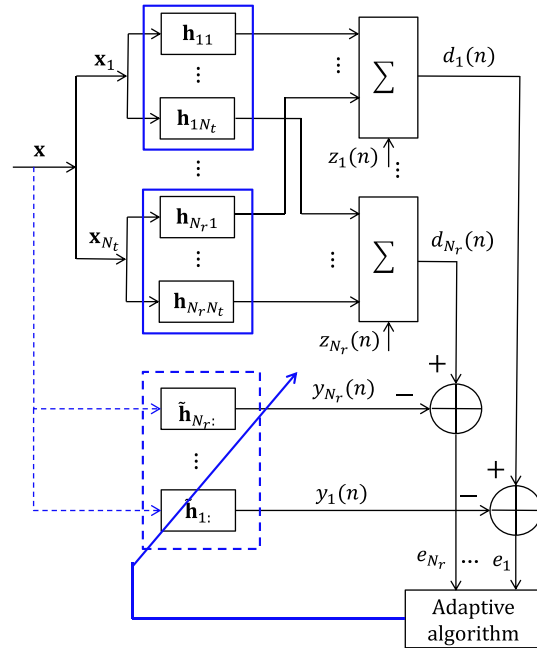 𝐡₁₁
𝐱₁
⋮
⋮
∑
d₁(n)
𝐡₁Nₜ
z₁(n)
𝐱
⋮
⋮
𝐡Nᵣ₁
𝐱Nₜ
⋮
⋮
∑
dNᵣ(n)
𝐡NᵣNₜ
zNᵣ(n)
+
𝐡̃Nᵣ:
yNᵣ(n)
−
⋮
+
𝐡̃₁:
y₁(n)
−
eNᵣ ... e₁
Adaptive
algorithm